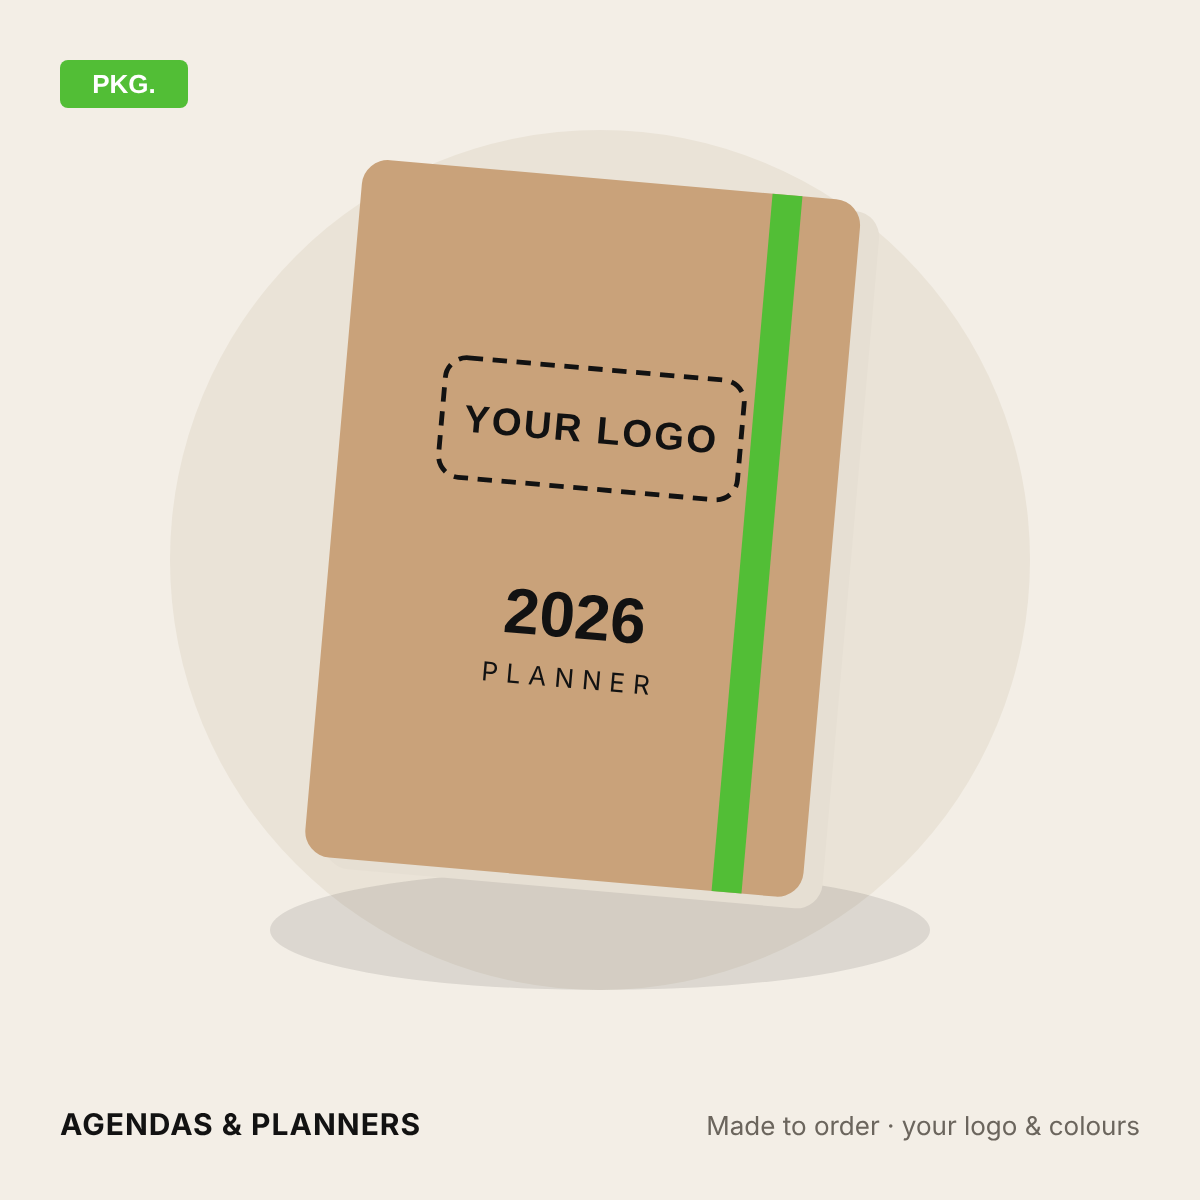 PKG.
YOUR LOGO
2026
PLANNER
AGENDAS & PLANNERS
Made to order · your logo & colours